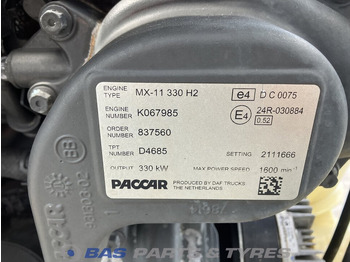 ENGINE TYPE MX-11 330 H2 e4 D C 0075
ENGINE NUMBER K067985 E4 24R-030884
0.52
ORDER NUMBER 837560
TPT NUMBER D4685 SETTING 2111666
OUTPUT 330 kW MAX POWER SPEED 1600 min⁻¹
PACCAR PRODUCED BY DAF TRUCKS
THE NETHERLANDS
PACCAR
BAS PARTS & TYRES